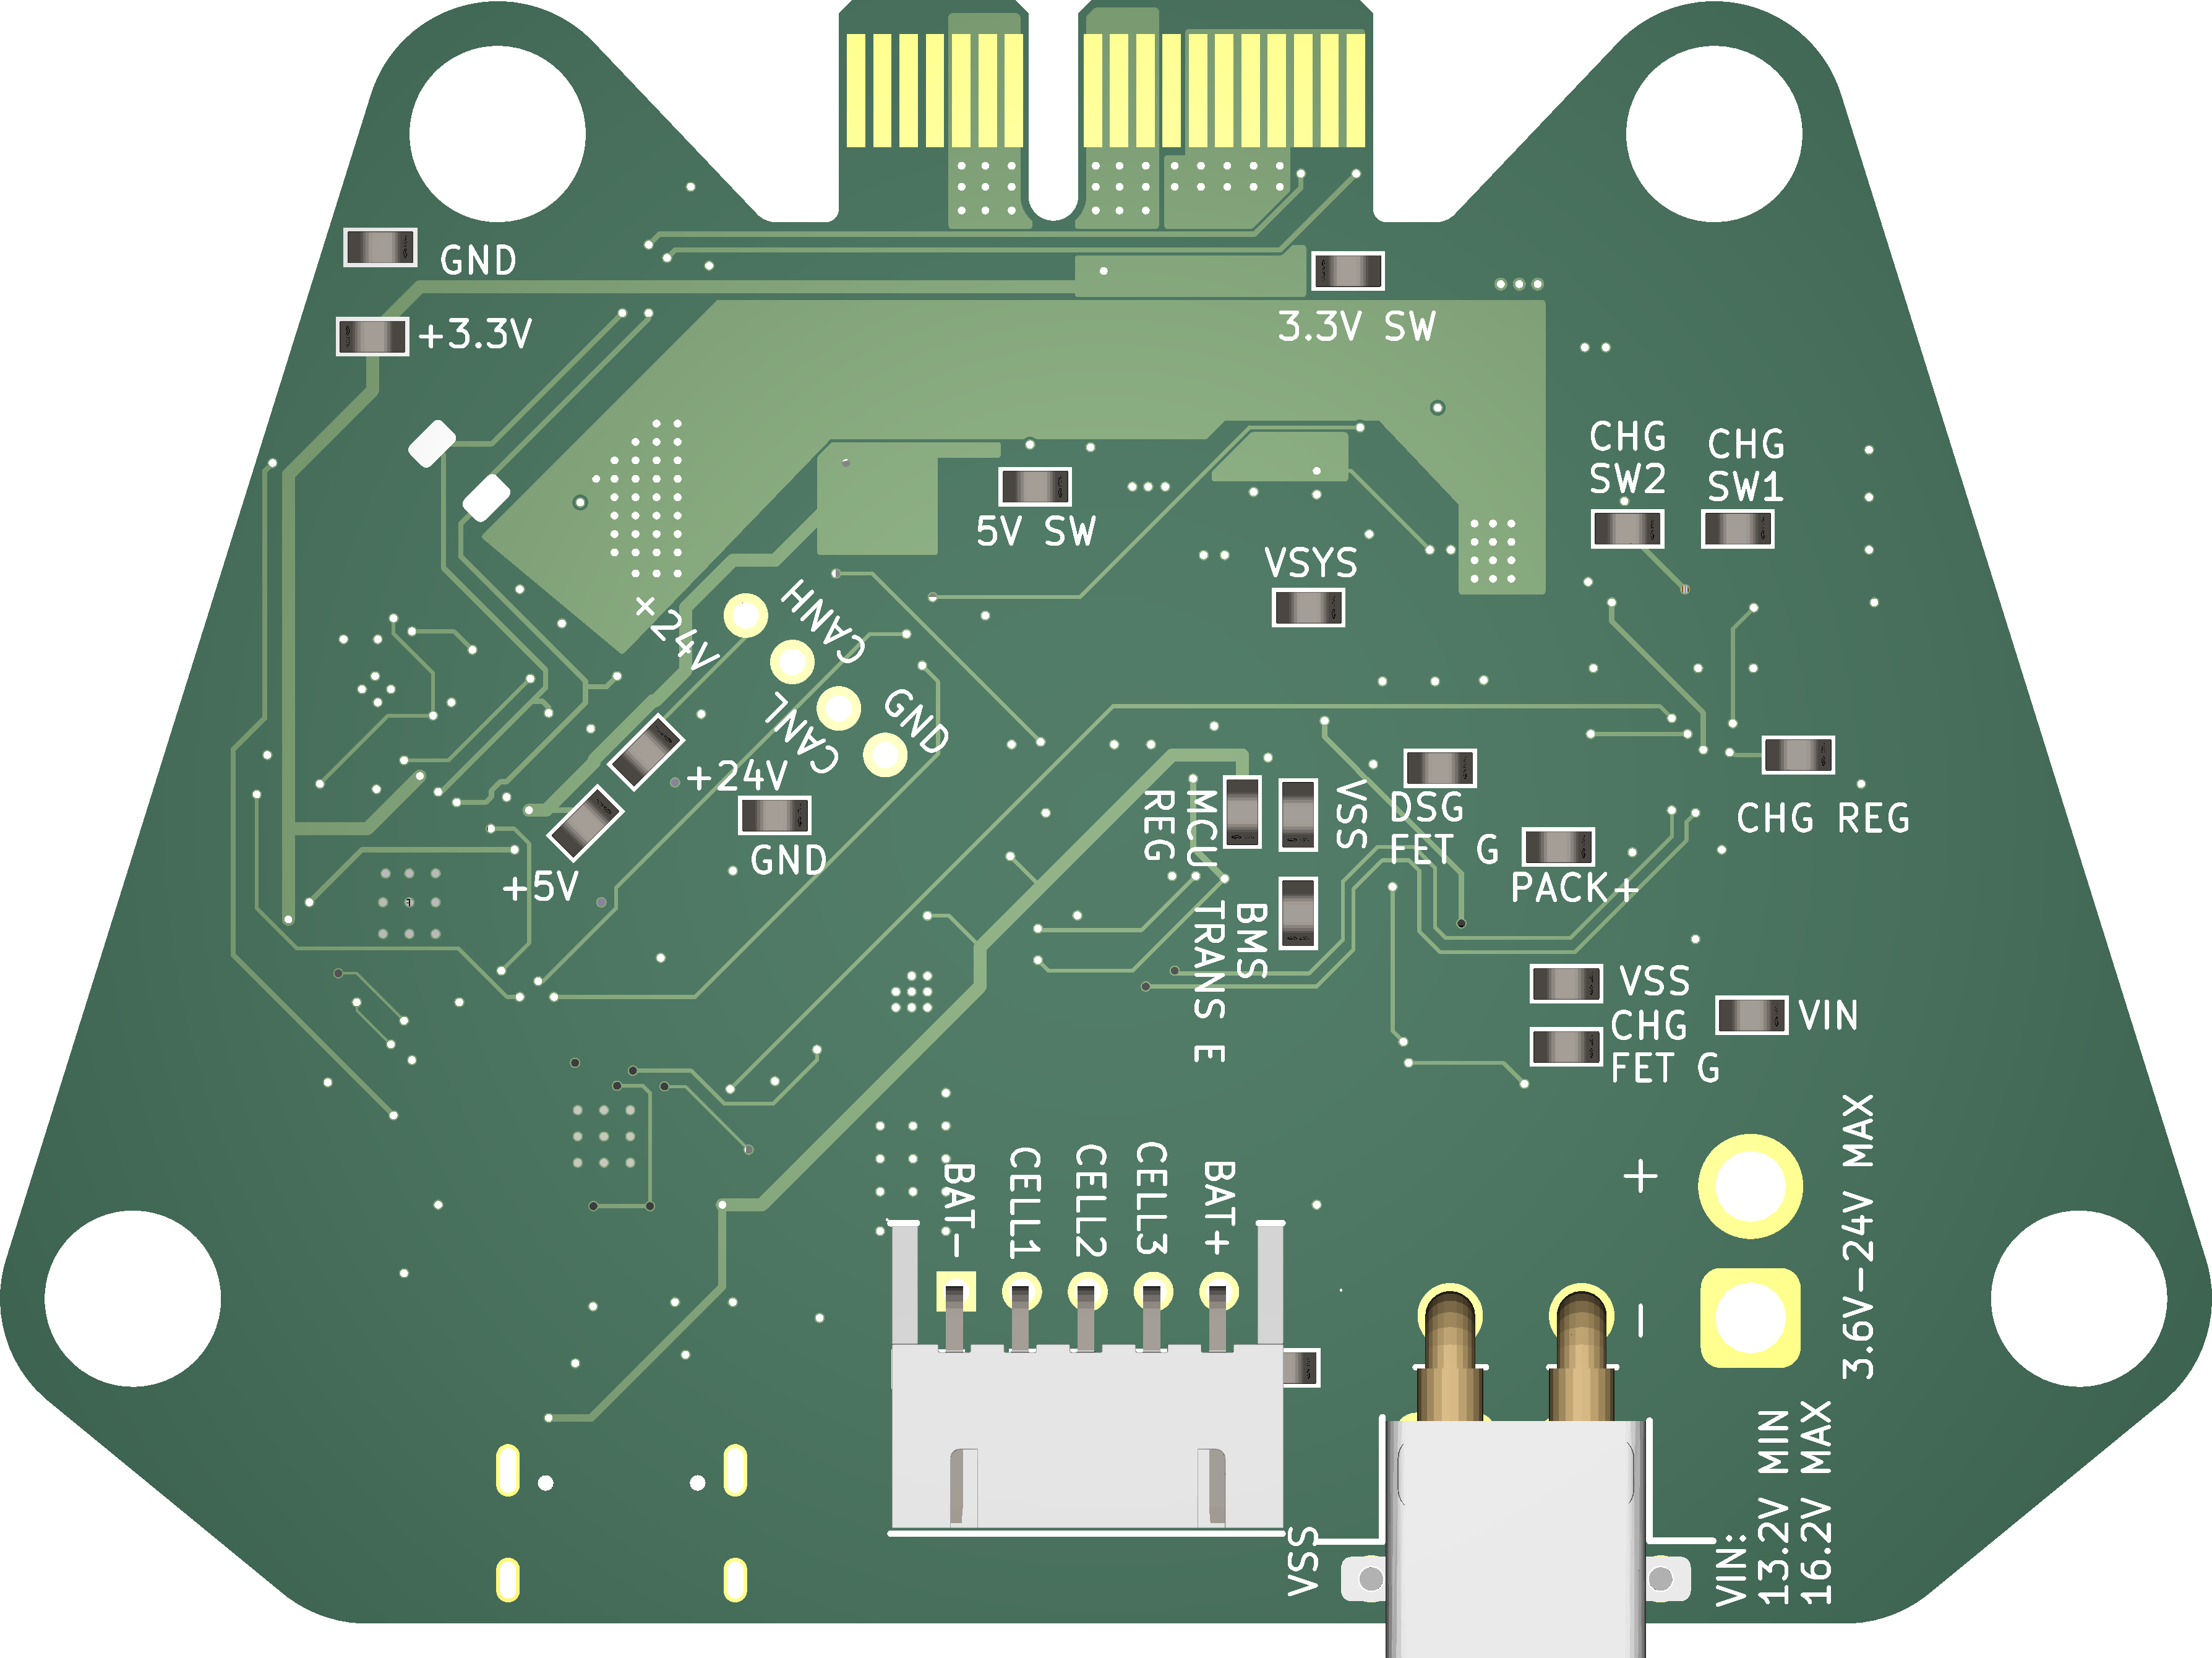 GND
+3.3V
3.3V SW
CHG
SW2
CHG
SW1
5V SW
VSYS
+24V
CANH
CANL
GND
+24V
GND
+5V
MCU
REG
VSS
DSG
FET G
CHG REG
PACK+
BMS
TRANS E
VSS
CHG
FET G
VIN
BAT-
CELL1
CELL2
CELL3
BAT+
+
-
3.6V-24V MAX
VSS
VIN:
13.2V MIN
16.2V MAX